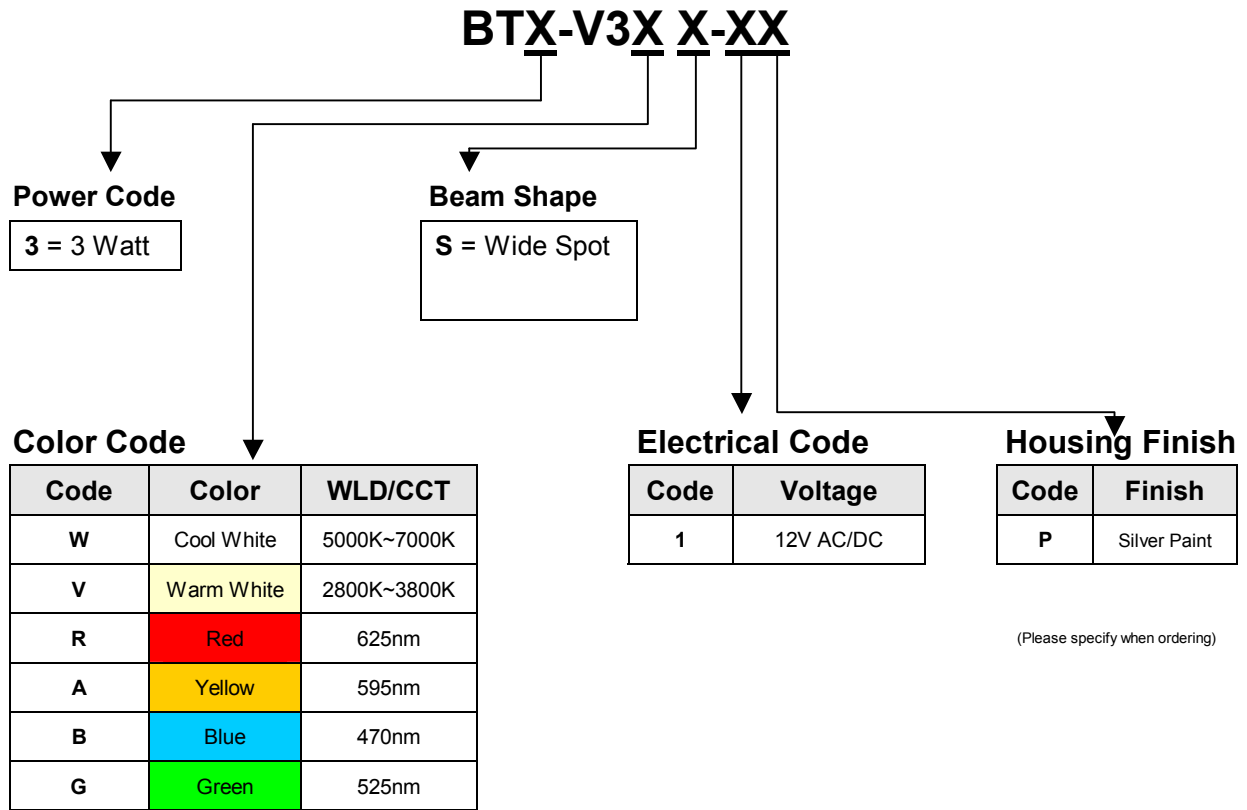 BTX-V3X X-XX
Power Code
3 = 3 Watt
Beam Shape
S = Wide Spot
Color Code
Code Color WLD/CCT
W Cool White 5000K~7000K
V Warm White 2800K~3800K
R Red 625nm
A Yellow 595nm
B Blue 470nm
G Green 525nm
Electrical Code
Code Voltage
1 12V AC/DC
Housing Finish
Code Finish
P Silver Paint
(Please specify when ordering)